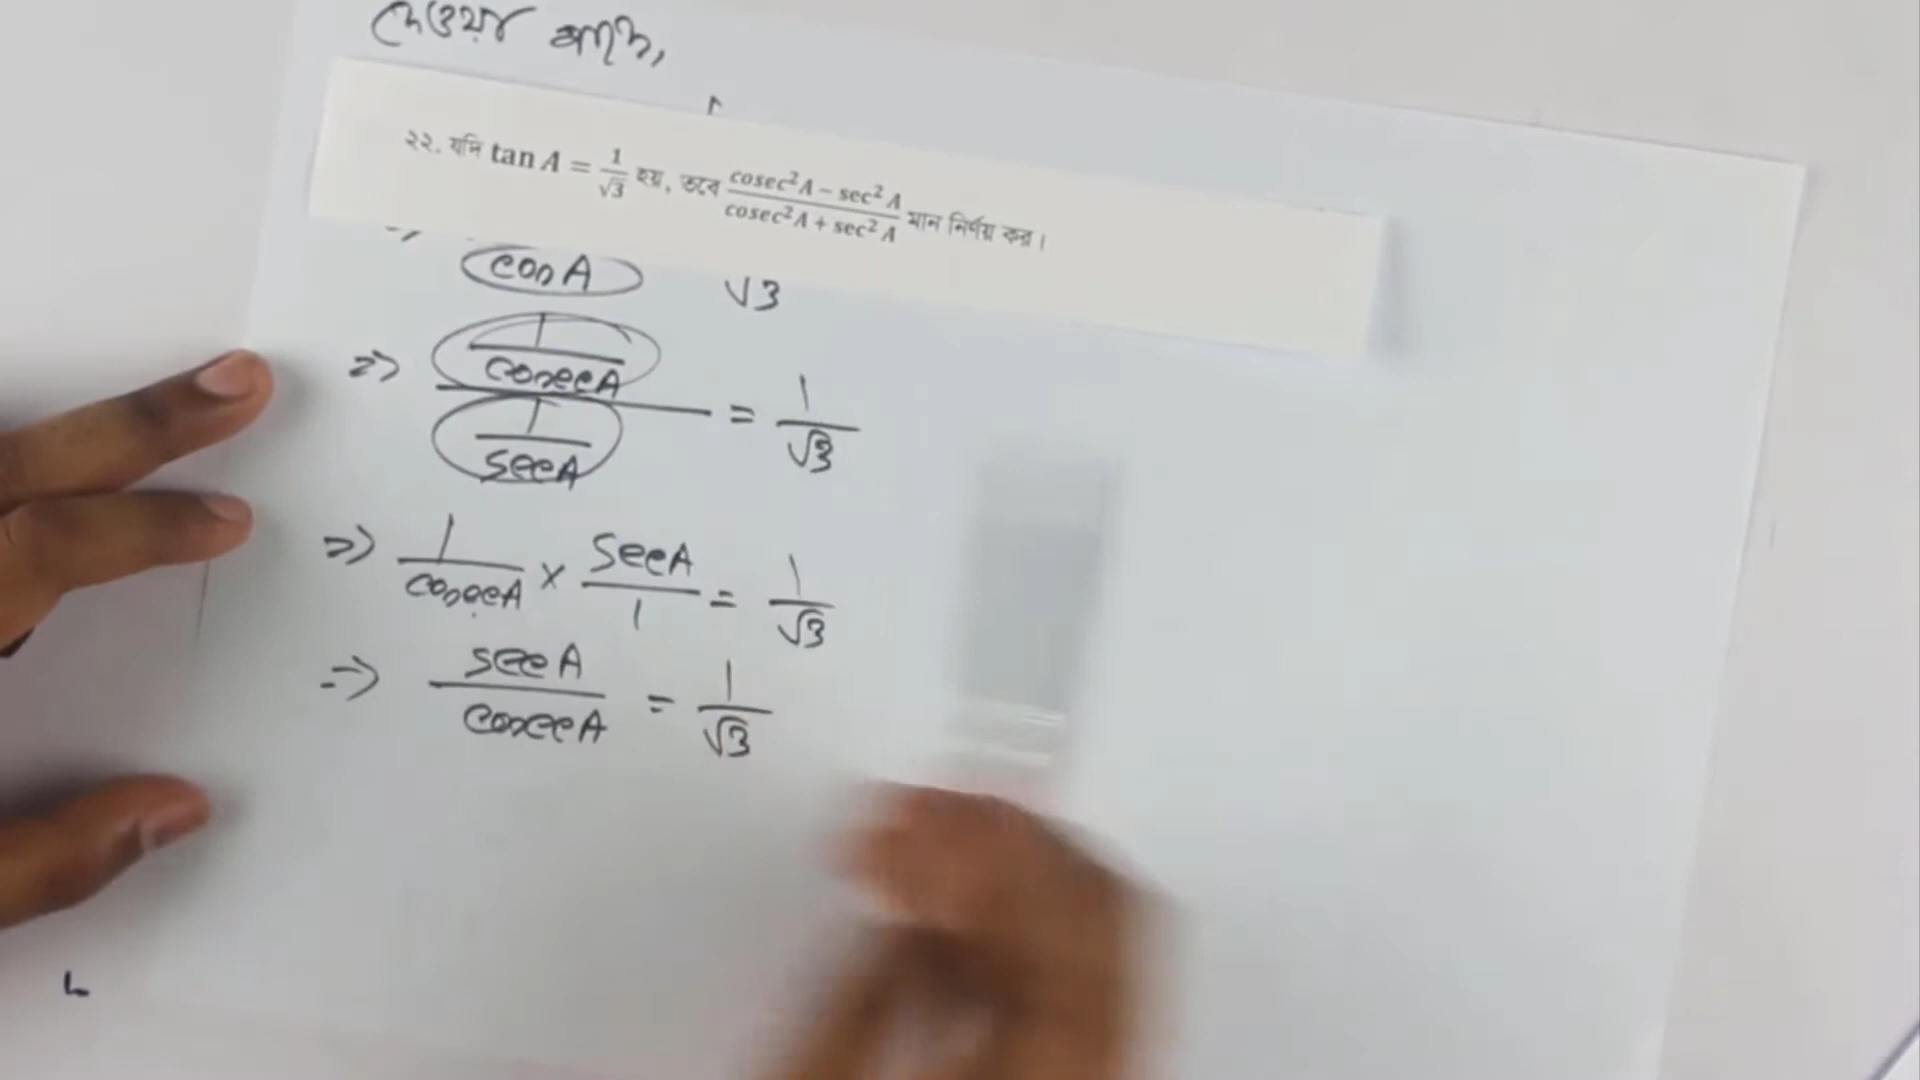 দেওয়া আছে,
২২. যদি tan A = 1/√3 হয়, তবে (cosec²A − sec²A)/(cosec²A + sec²A) মান নির্ণয় কর।
cosA √3
=> (1/cosecA)/(1/secA) = 1/√3
=> 1/cosecA × secA/1 = 1/√3
=> secA/cosecA = 1/√3